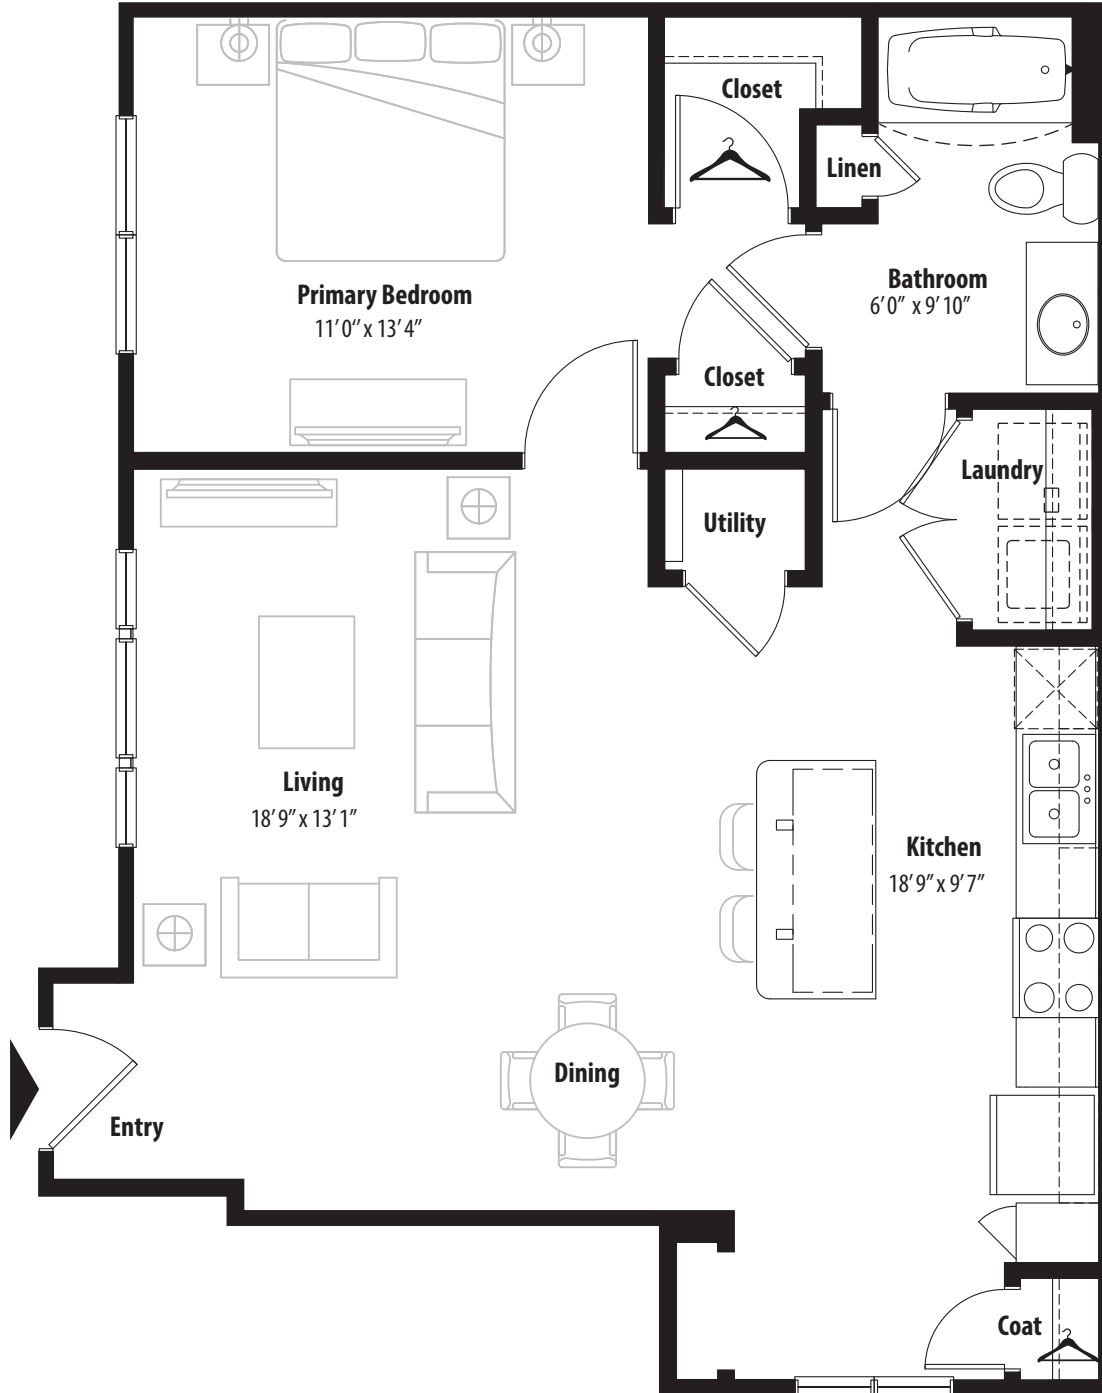 Closet
Linen
Primary Bedroom
11'0'' x 13'4"
Bathroom
6'0" x 9'10"
Closet
Laundry
Utility
Living
18'9" x 13'1"
Kitchen
18'9" x 9'7"
Dining
Entry
Coat